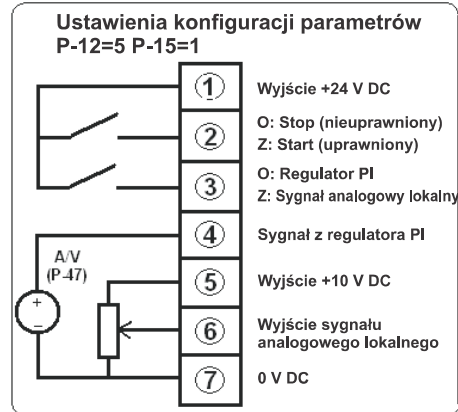 Ustawienia konfiguracji parametrów
P-12=5 P-15=1
1 Wyjście +24 V DC
O: Stop (nieuprawniony)
2 Z: Start (uprawniony)
O: Regulator PI
3 Z: Sygnał analogowy lokalny
4 Sygnał z regulatora PI
A/V
(P-47)
5 Wyjście +10 V DC
+
−
6 Wyjście sygnału
analogowego lokalnego
7 0 V DC